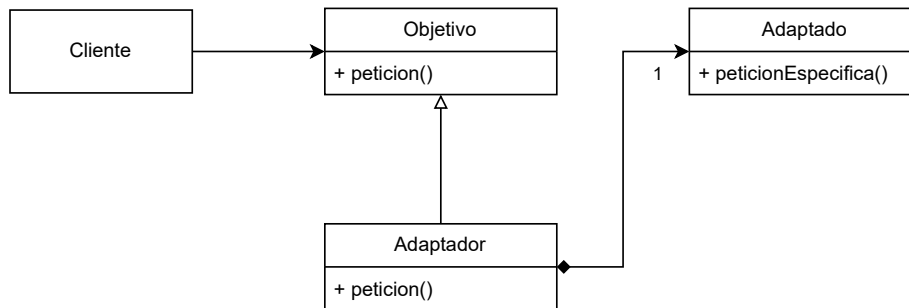 Cliente
Objetivo
+ peticion()
Adaptado
+ peticionEspecifica()
1
Adaptador
+ peticion()